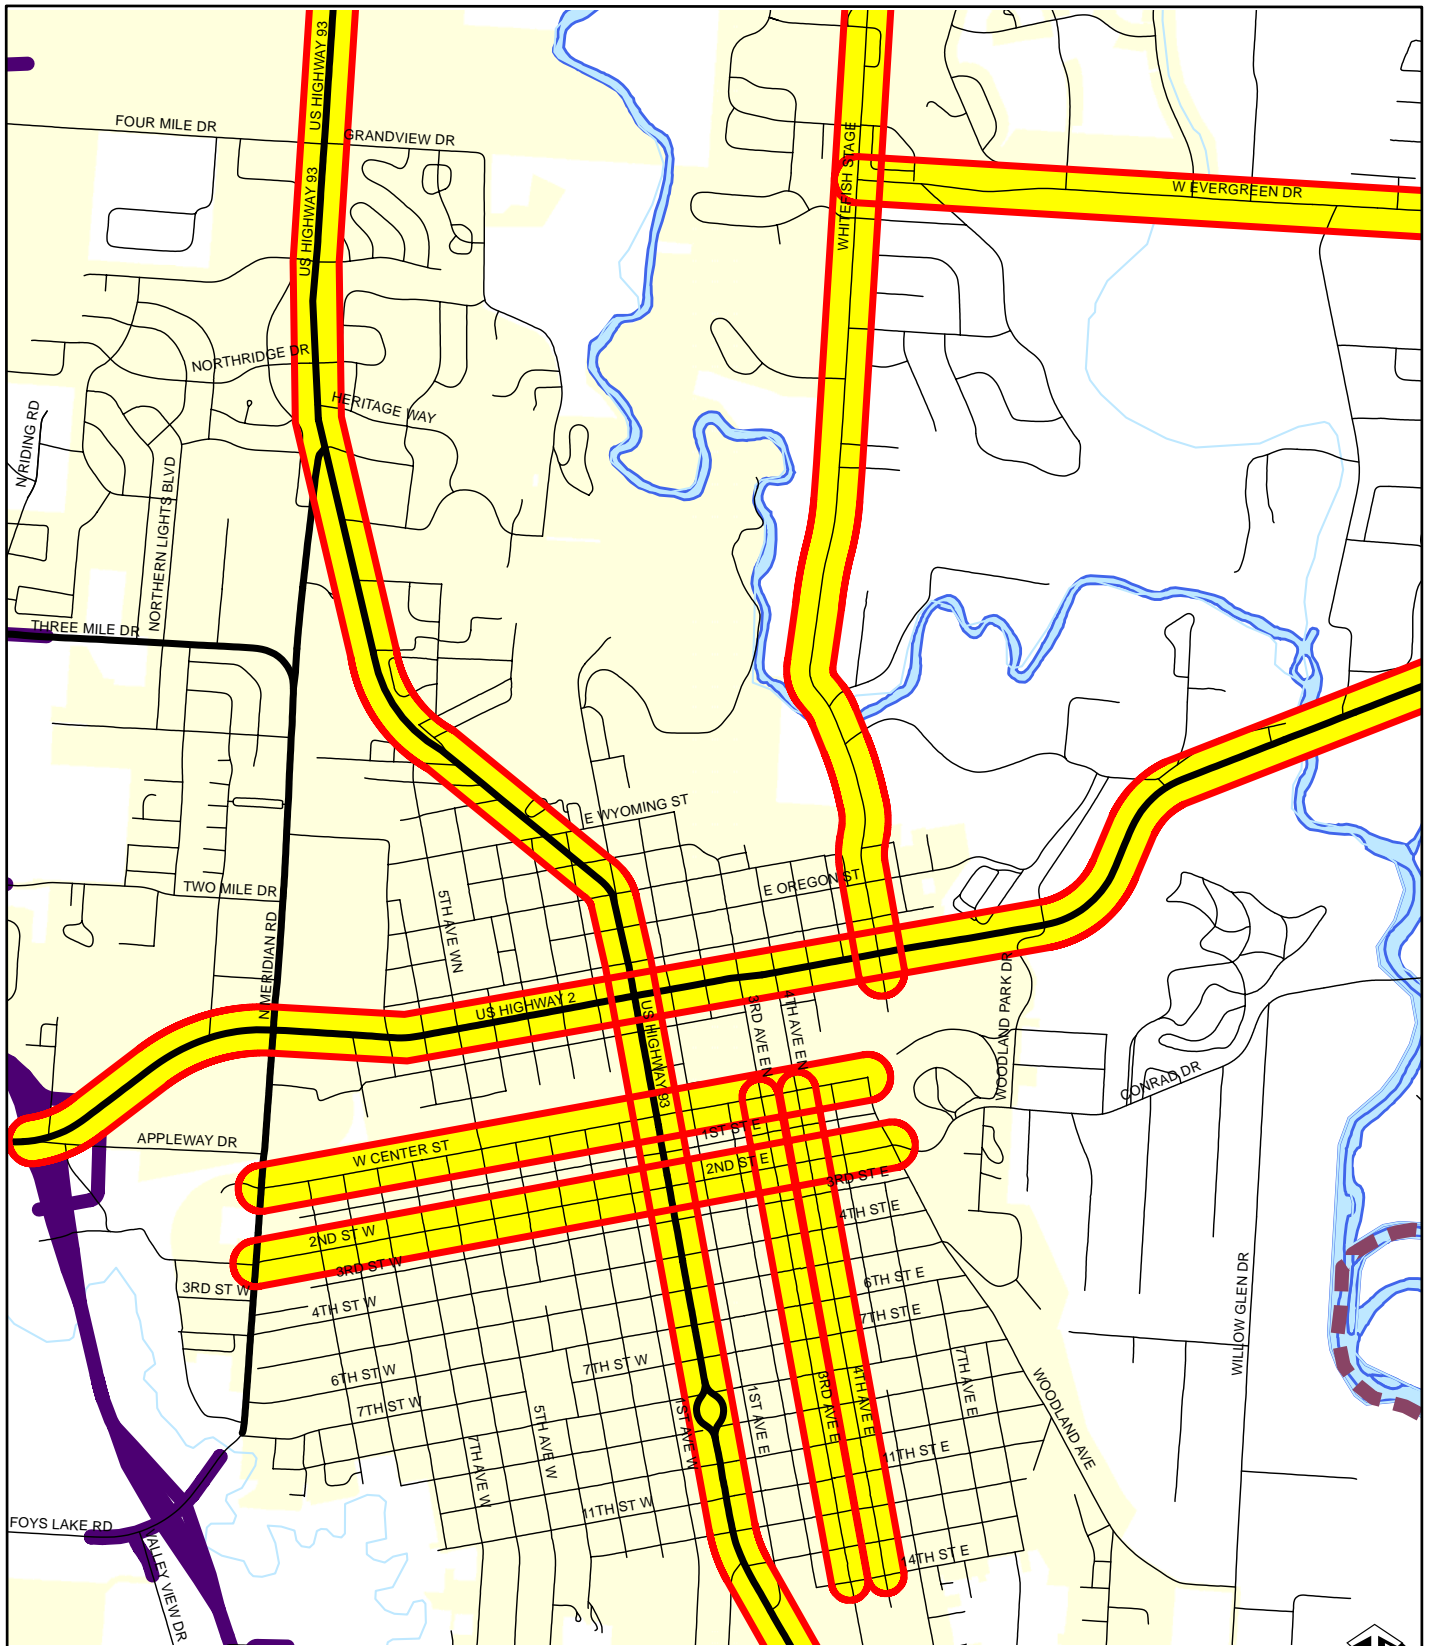 US HIGHWAY 93
FOUR MILE DR
GRANDVIEW DR
WHITEFISH STAGE
W EVERGREEN DR
US HIGHWAY 93
NORTHRIDGE DR
HERITAGE WAY
N RIDING RD
NORTHERN LIGHTS BLVD
THREE MILE DR
E WYOMING ST
TWO MILE DR
5TH AVE WN
E OREGON ST
N MERIDIAN RD
US HIGHWAY 2
US HIGHWAY 93
3RD AVE EN
4TH AVE EN
WOODLAND PARK DR
CONRAD DR
APPLEWAY DR
W CENTER ST
1ST ST E
2ND ST E
3RD ST E
4TH ST E
2ND ST W
3RD ST W
3RD ST W
4TH ST W
6TH ST E
7TH ST E
WILLOW GLEN DR
6TH ST W
7TH ST W
7TH ST W
7TH AVE E
WOODLAND AVE
3RD AVE E
4TH AVE E
1ST AVE E
1ST AVE W
5TH AVE W
7TH AVE W
11TH ST E
11TH ST W
14TH ST E
FOYS LAKE RD
ALLEY VIEW DR